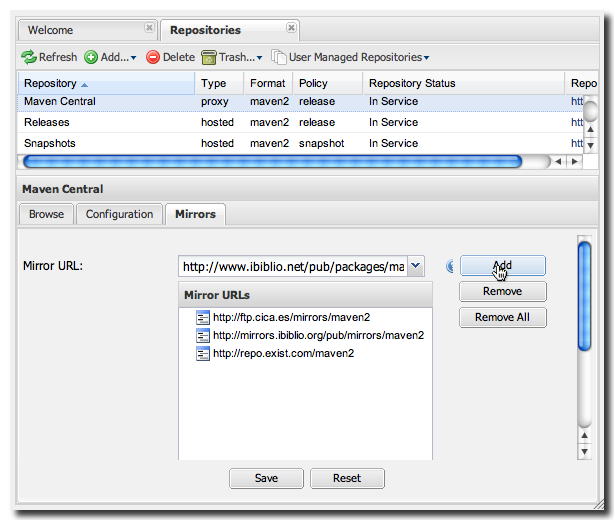 Welcome Repositories
Refresh Add... Delete Trash... User Managed Repositories
Repository Type Format Policy Repository Status Repo
Maven Central proxy maven2 release In Service htt
Releases hosted maven2 release In Service htt
Snapshots hosted maven2 snapshot In Service htt
Maven Central
Browse Configuration Mirrors
Mirror URL: http://www.ibiblio.net/pub/packages/ma Add
Mirror URLs Remove
http://ftp.cica.es/mirrors/maven2 Remove All
http://mirrors.ibiblio.org/pub/mirrors/maven2
http://repo.exist.com/maven2
Save Reset